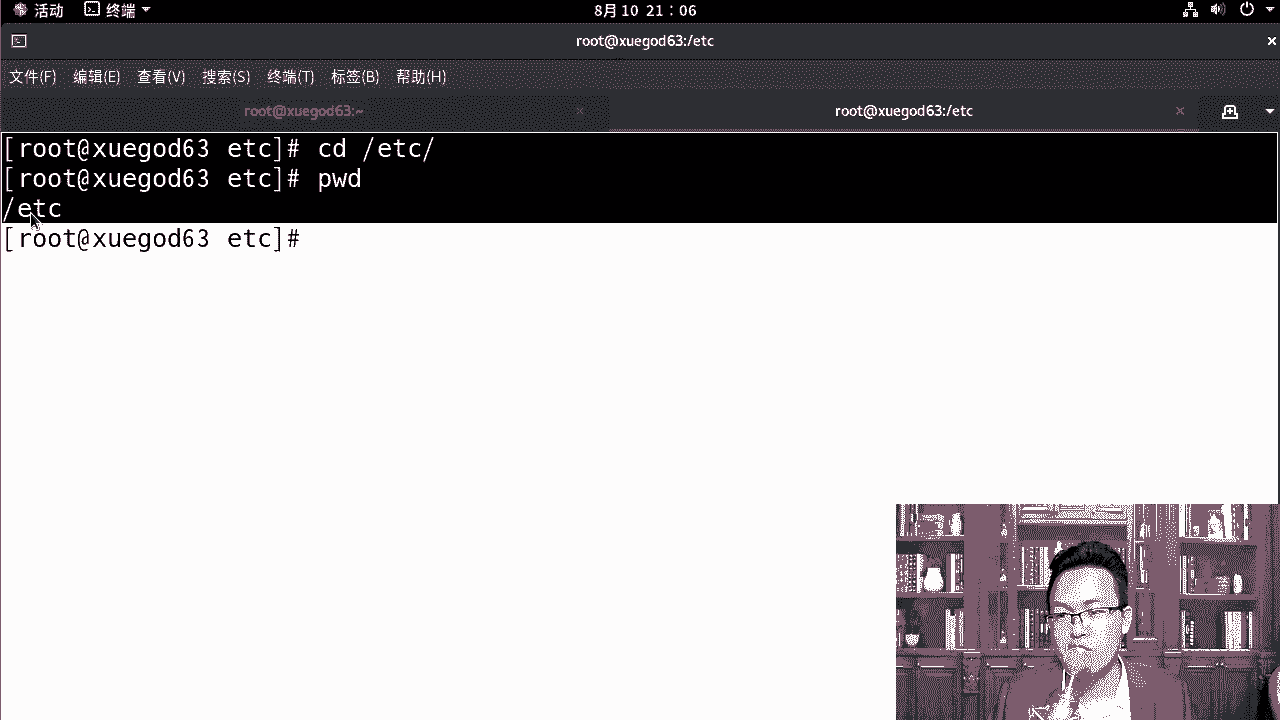 活动 终端 8月10 21：06
root@xuegod63:/etc
文件(F) 编辑(E) 查看(V) 搜索(S) 终端(T) 标签(B) 帮助(H)
root@xuegod63:~ root@xuegod63:/etc
[root@xuegod63 etc]# cd /etc/
[root@xuegod63 etc]# pwd
/etc
[root@xuegod63 etc]#